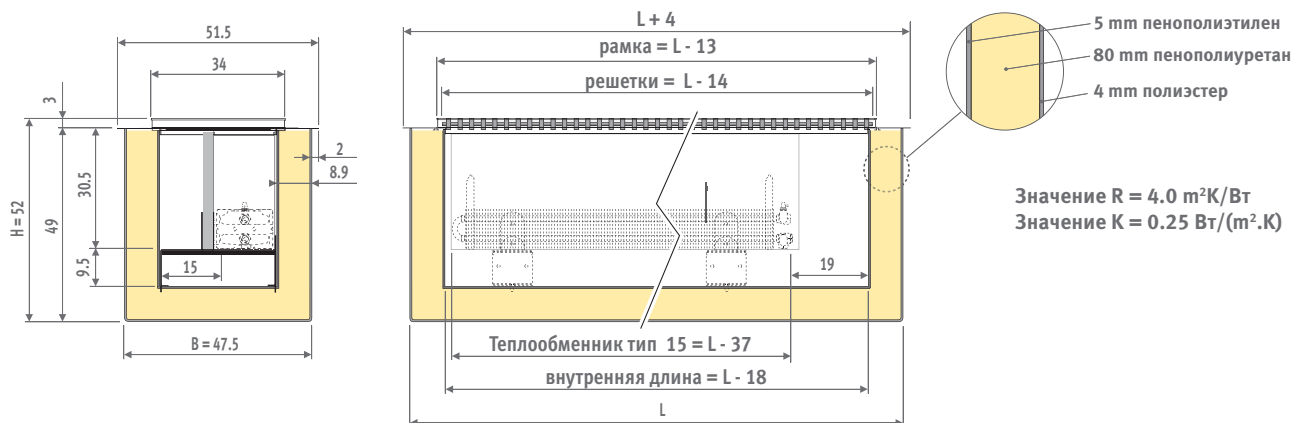 51.5
34
3
2
8.9
30.5
H = 52
49
9.5
15
B = 47.5
L + 4
рамка = L - 13
решетки = L - 14
19
Теплообменник тип 15 = L - 37
внутренняя длина = L - 18
L
5 mm пенополиэтилен
80 mm пенополиуретан
4 mm полиэстер
Значение R = 4.0 m²K/Вт
Значение K = 0.25 Вт/(m².K)